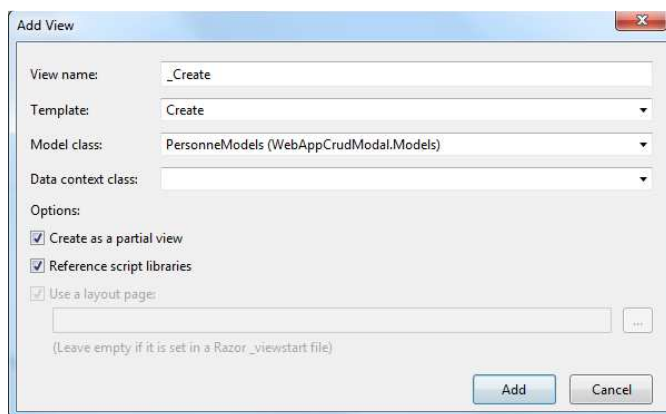 Add View
View name: _Create
Template: Create
Model class: PersonneModels (WebAppCrudModal.Models)
Data context class:
Options:
Create as a partial view
Reference script libraries
Use a layout page:
...
(Leave empty if it is set in a Razor _viewstart file)
Add Cancel